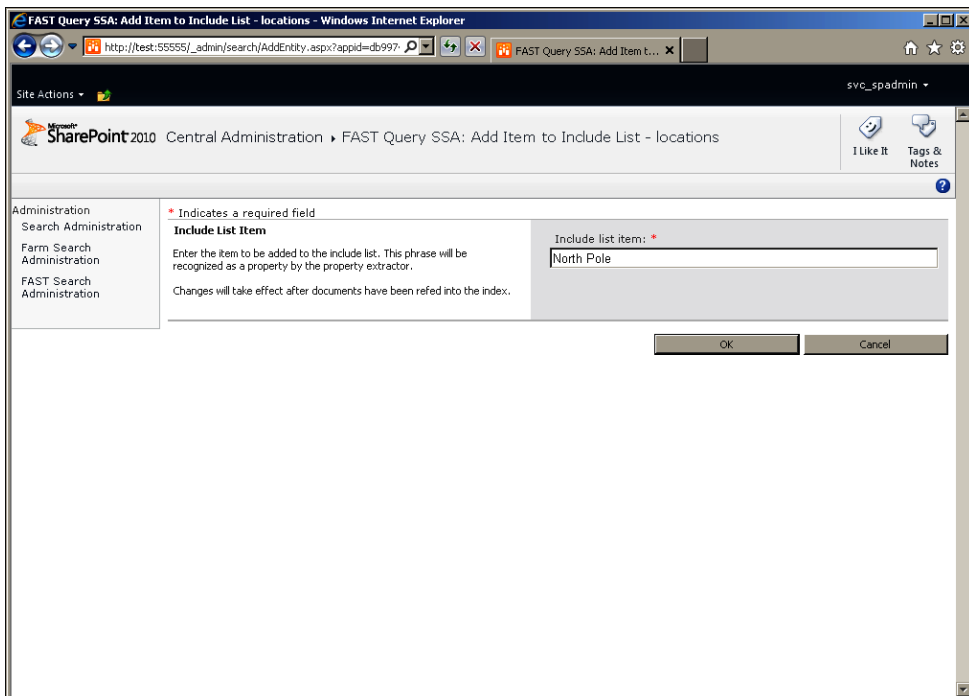 FAST Query SSA: Add Item to Include List - locations - Windows Internet Explorer
http://test:55555/_admin/search/AddEntity.aspx?appid=db997-
FAST Query SSA: Add Item t...
Site Actions
svc_spadmin
Microsoft
SharePoint 2010
Central Administration
FAST Query SSA: Add Item to Include List - locations
I Like It
Tags &
Notes
Administration
Search Administration
Farm Search
Administration
FAST Search
Administration
* Indicates a required field
Include List Item
Enter the item to be added to the include list. This phrase will be
recognized as a property by the property extractor.
Changes will take effect after documents have been refed into the index.
Include list item: *
North Pole
OK
Cancel